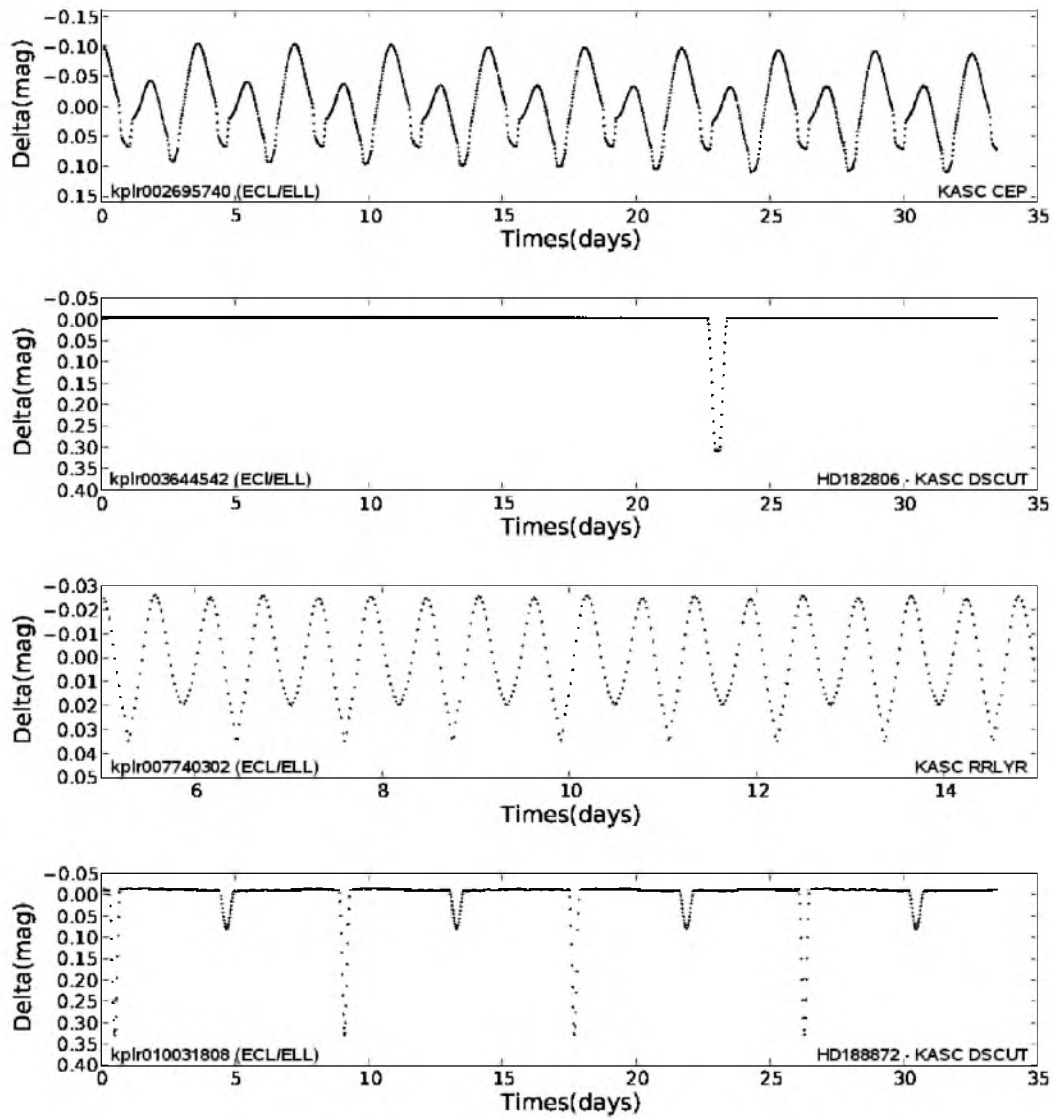 −0.15
−0.10
−0.05
0.00
0.05
0.10
0.15
Delta(mag)
kplr002695740 (ECL/ELL)
KASC CEP
0 5 10 15 20 25 30 35
Times(days)
−0.05
0.00
0.05
0.10
0.15
0.20
0.25
0.30
0.35
0.40
Delta(mag)
kplr003644542 (ECl/ELL)
HD182806 - KASC DSCUT
0 5 10 15 20 25 30 35
Times(days)
−0.03
−0.02
−0.01
0.00
0.01
0.02
0.03
0.04
0.05
Delta(mag)
kplr007740302 (ECL/ELL)
KASC RRLYR
6 8 10 12 14
Times(days)
−0.05
0.00
0.05
0.10
0.15
0.20
0.25
0.30
0.35
0.40
Delta(mag)
kplr010031808 (ECL/ELL)
HD188872 - KASC DSCUT
0 5 10 15 20 25 30 35
Times(days)